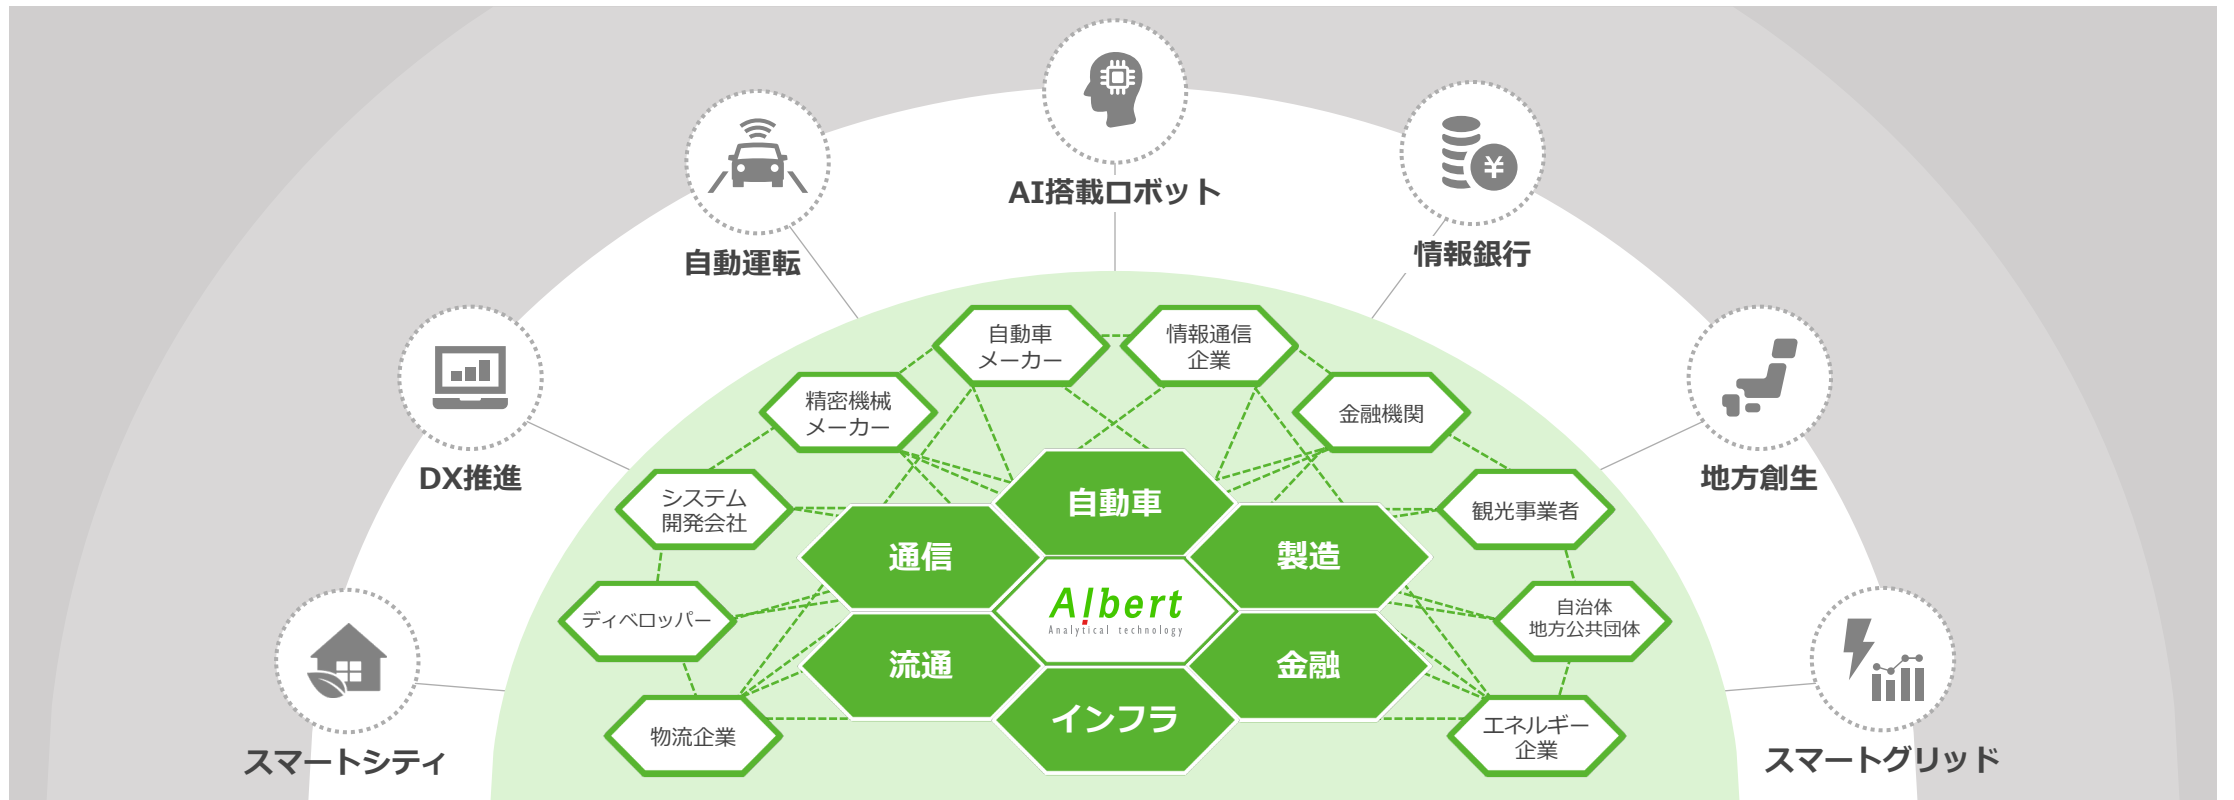 AI搭載ロボット
自動運転
情報銀行
DX推進
地方創生
スマートシティ
スマートグリッド
自動車
メーカー
情報通信
企業
精密機械
メーカー
金融機関
システム
開発会社
観光事業者
ディベロッパー
自治体
地方公共団体
物流企業
エネルギー
企業
自動車
通信
製造
Albert
Analytical technology
流通
金融
インフラ
¥